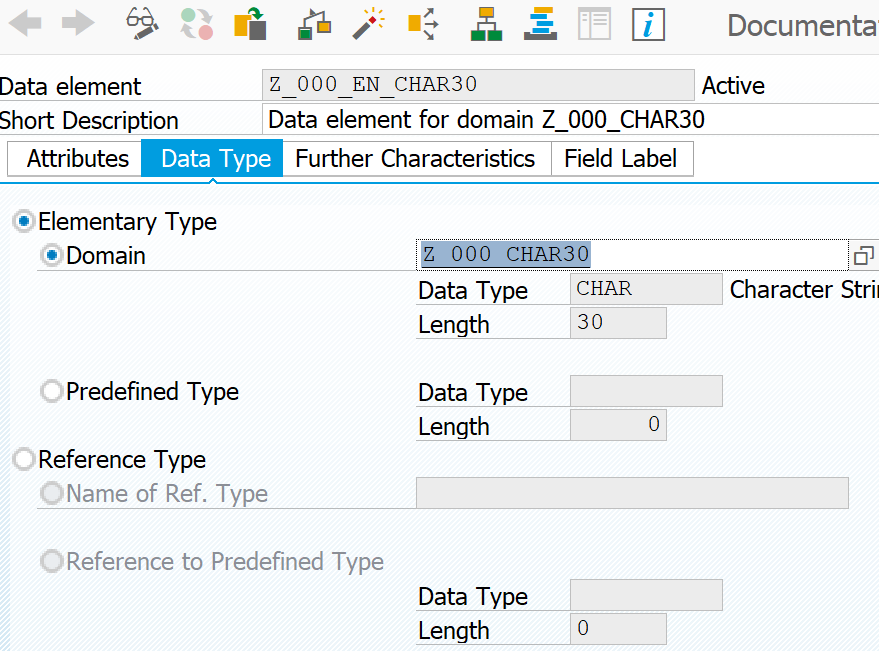 Documenta
Data element Z_000_EN_CHAR30 Active
Short Description Data element for domain Z_000_CHAR30
Attributes Data Type Further Characteristics Field Label
Elementary Type
Domain Z_000_CHAR30
Data Type CHAR Character Strin
Length 30
Predefined Type Data Type
Length 0
Reference Type
Name of Ref. Type
Reference to Predefined Type
Data Type
Length 0